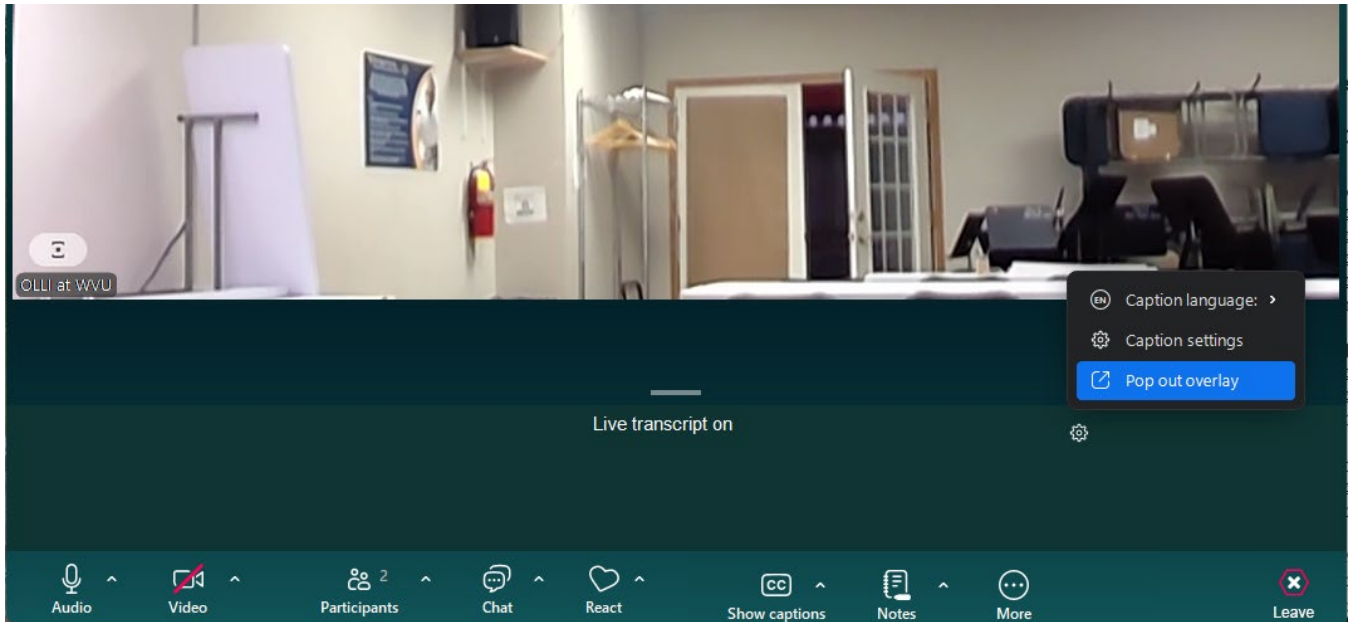 OLLI at WVU
EN Caption language: >
Caption settings
Pop out overlay
Live transcript on
Audio
Video
Participants 2
Chat
React
CC
Show captions
Notes
More
Leave